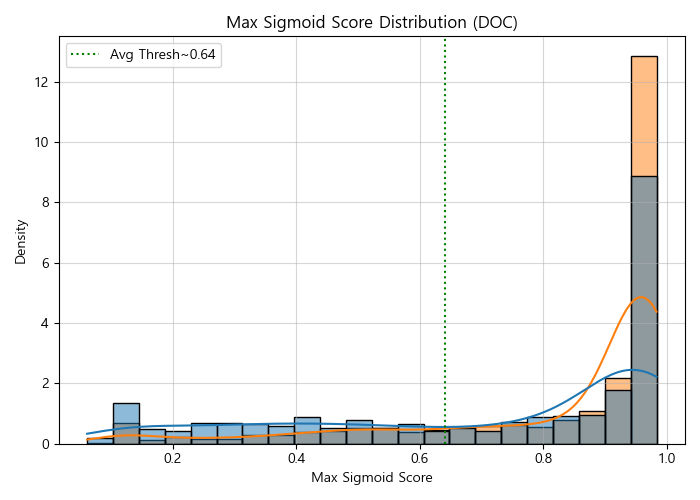 Max Sigmoid Score Distribution (DOC)
Avg Thresh~0.64
12
10
8
6
4
2
0
Density
0.2 0.4 0.6 0.8 1.0
Max Sigmoid Score